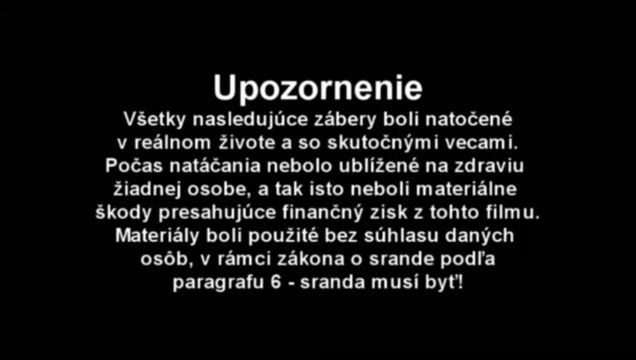 Upozornenie
Všetky nasledujúce zábery boli natočené
v reálnom živote a so skutočnými vecami.
Počas natáčania nebolo ublížené na zdraviu
žiadnej osobe, a tak isto neboli materiálne
škody presahujúce finančný zisk z tohto filmu.
Materiály boli použité bez súhlasu daných
osôb, v rámci zákona o srande podľa
paragrafu 6 - sranda musí byť!